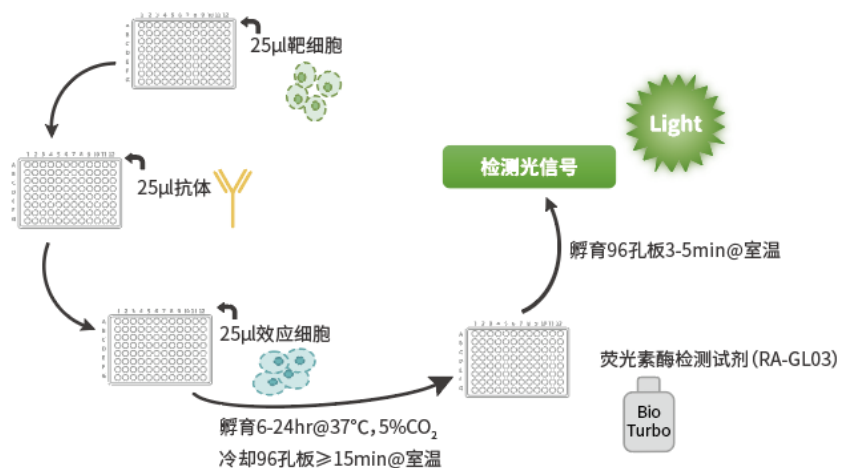 25μl靶细胞
25μl抗体
25μl效应细胞
孵育6-24hr@37°C,5%CO₂
冷却96孔板≥15min@室温
荧光素酶检测试剂(RA-GL03)
Bio
Turbo
孵育96孔板3-5min@室温
检测光信号
Light